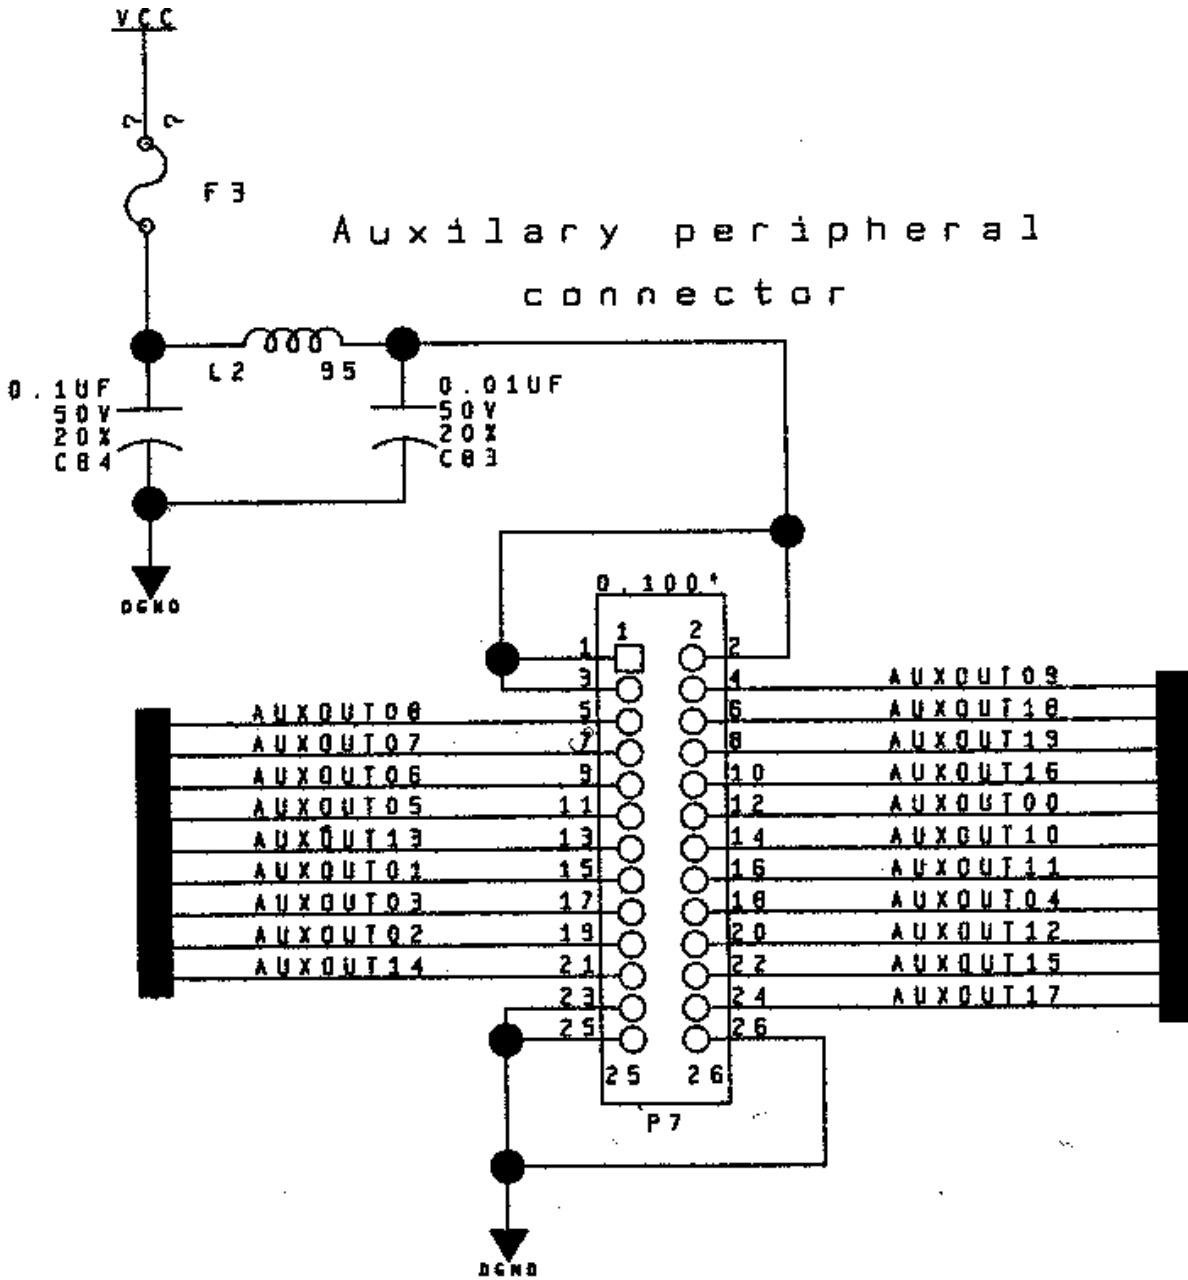 VCC
? ?
F3
Auxilary peripheral
connector
L2 95
0.1UF
50V
20%
C84
0.01UF
50V
20%
C83
DGND
0.100"
1 2
1 2
3 4 AUXOUT09
AUXOUT08 5 6 AUXOUT18
AUXOUT07 7 8 AUXOUT19
AUXOUT06 9 10 AUXOUT16
AUXOUT05 11 12 AUXOUT00
AUXOUT13 13 14 AUXOUT10
AUXOUT01 15 16 AUXOUT11
AUXOUT03 17 18 AUXOUT04
AUXOUT02 19 20 AUXOUT12
AUXOUT14 21 22 AUXOUT15
23 24 AUXOUT17
25 26
25 26
P7
DGND